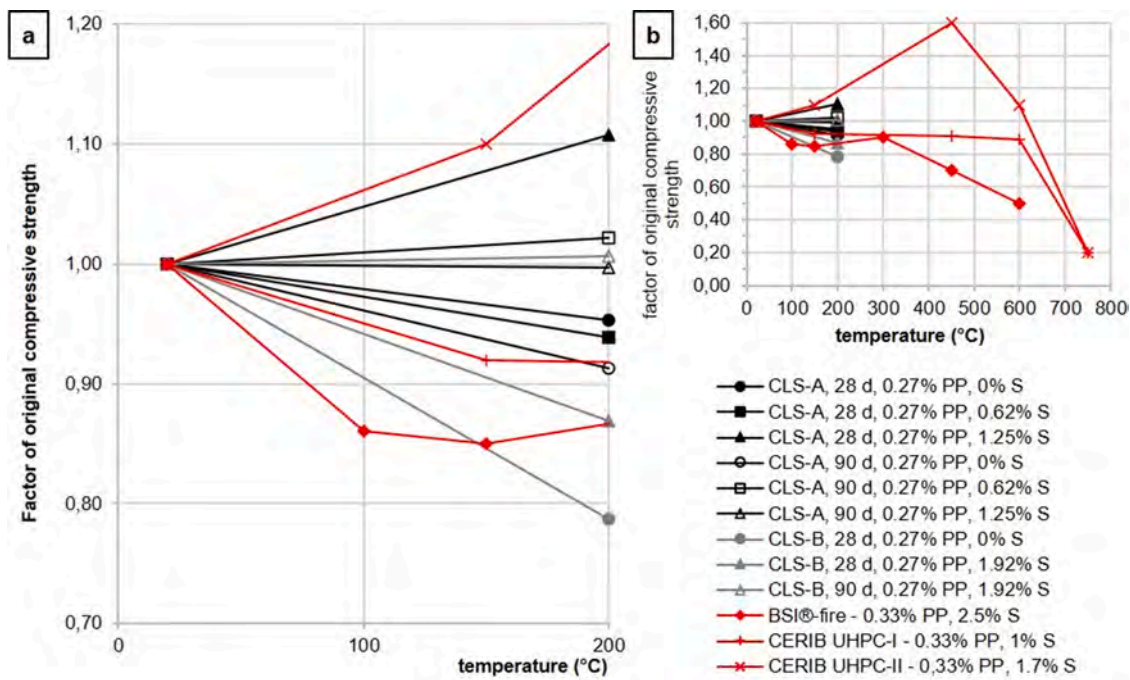 a
1,20
1,10
1,00
0,90
0,80
0,70
0
100
200
temperature (°C)
Factor of original compressive strength
b
1,60
1,40
1,20
1,00
0,80
0,60
0,40
0,20
0,00
0 100 200 300 400 500 600 700 800
temperature (°C)
factor of original compressive
strength
CLS-A, 28 d, 0.27% PP, 0% S
CLS-A, 28 d, 0.27% PP, 0.62% S
CLS-A, 28 d, 0.27% PP, 1.25% S
CLS-A, 90 d, 0.27% PP, 0% S
CLS-A, 90 d, 0.27% PP, 0.62% S
CLS-A, 90 d, 0.27% PP, 1.25% S
CLS-B, 28 d, 0.27% PP, 0% S
CLS-B, 28 d, 0.27% PP, 1.92% S
CLS-B, 90 d, 0.27% PP, 1.92% S
BSI®-fire - 0.33% PP, 2.5% S
CERIB UHPC-I - 0.33% PP, 1% S
CERIB UHPC-II - 0,33% PP, 1.7% S